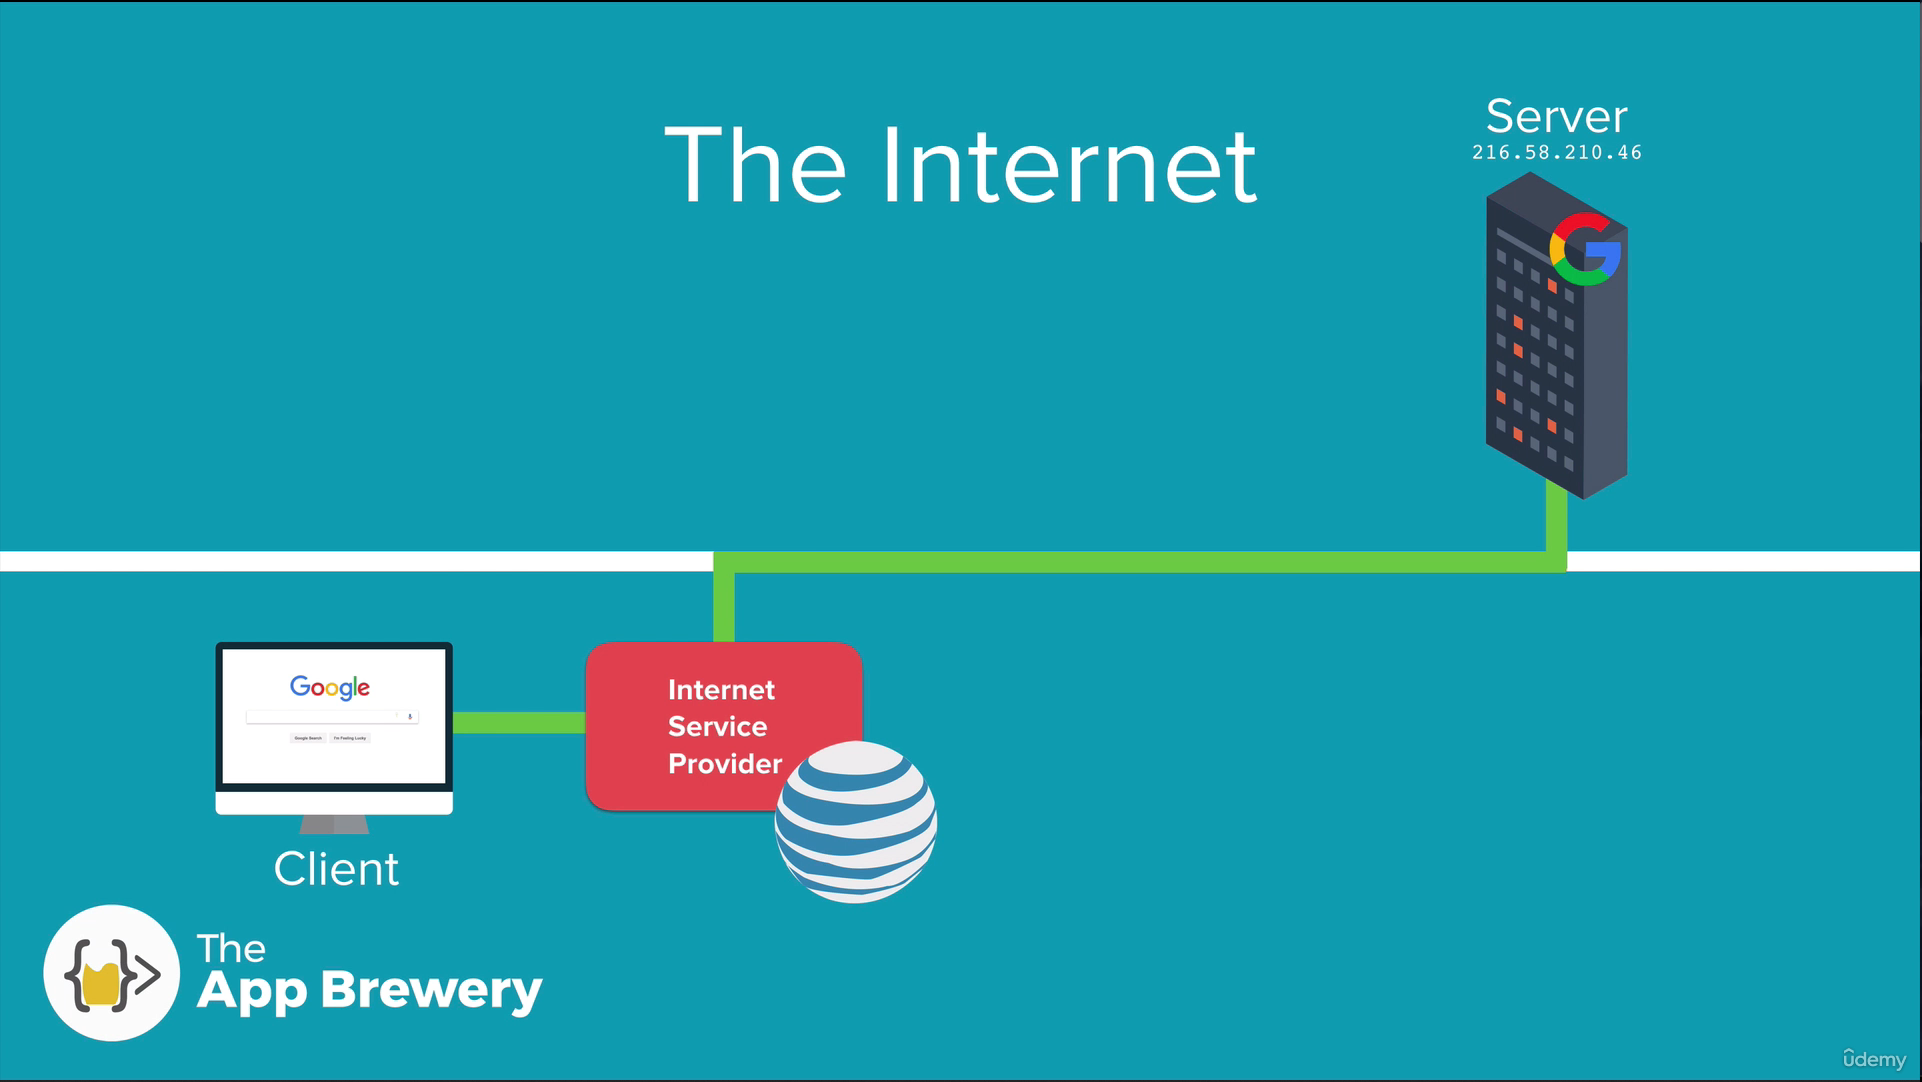 The Internet
Server
216.58.210.46
Google
Google Search
I'm Feeling Lucky
Internet
Service
Provider
Client
The
App Brewery
udemy